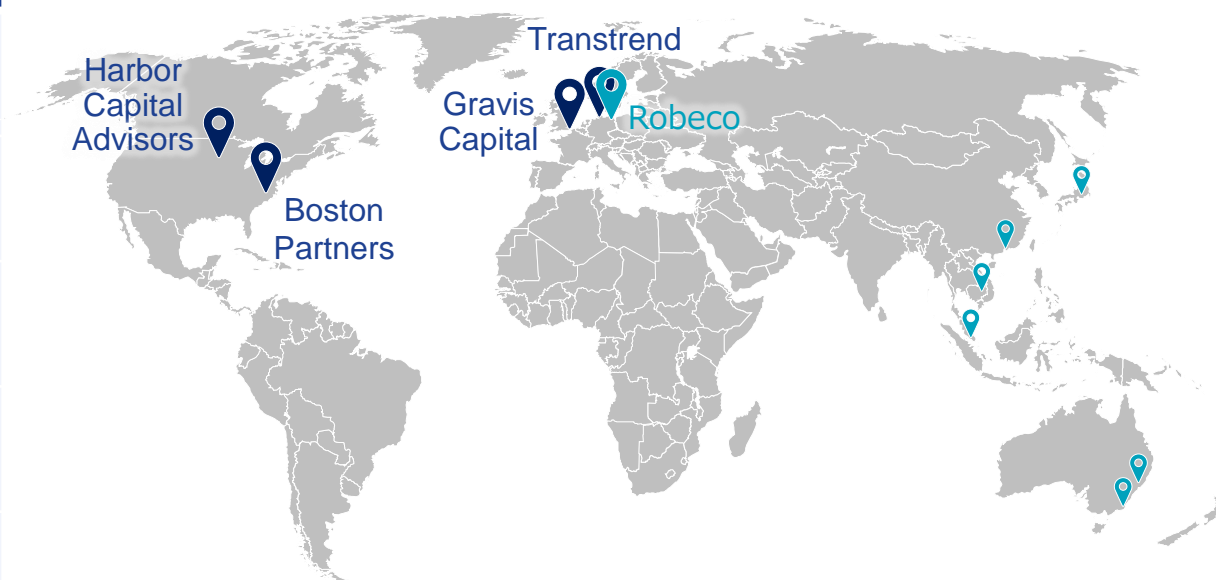 Transtrend
Harbor
Capital
Advisors
Gravis
Capital
Robeco
Boston
Partners